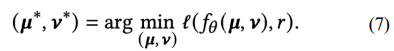 (μ*, ν*) = arg min ℓ(f_θ(μ, ν), r). (7)
(μ,ν)